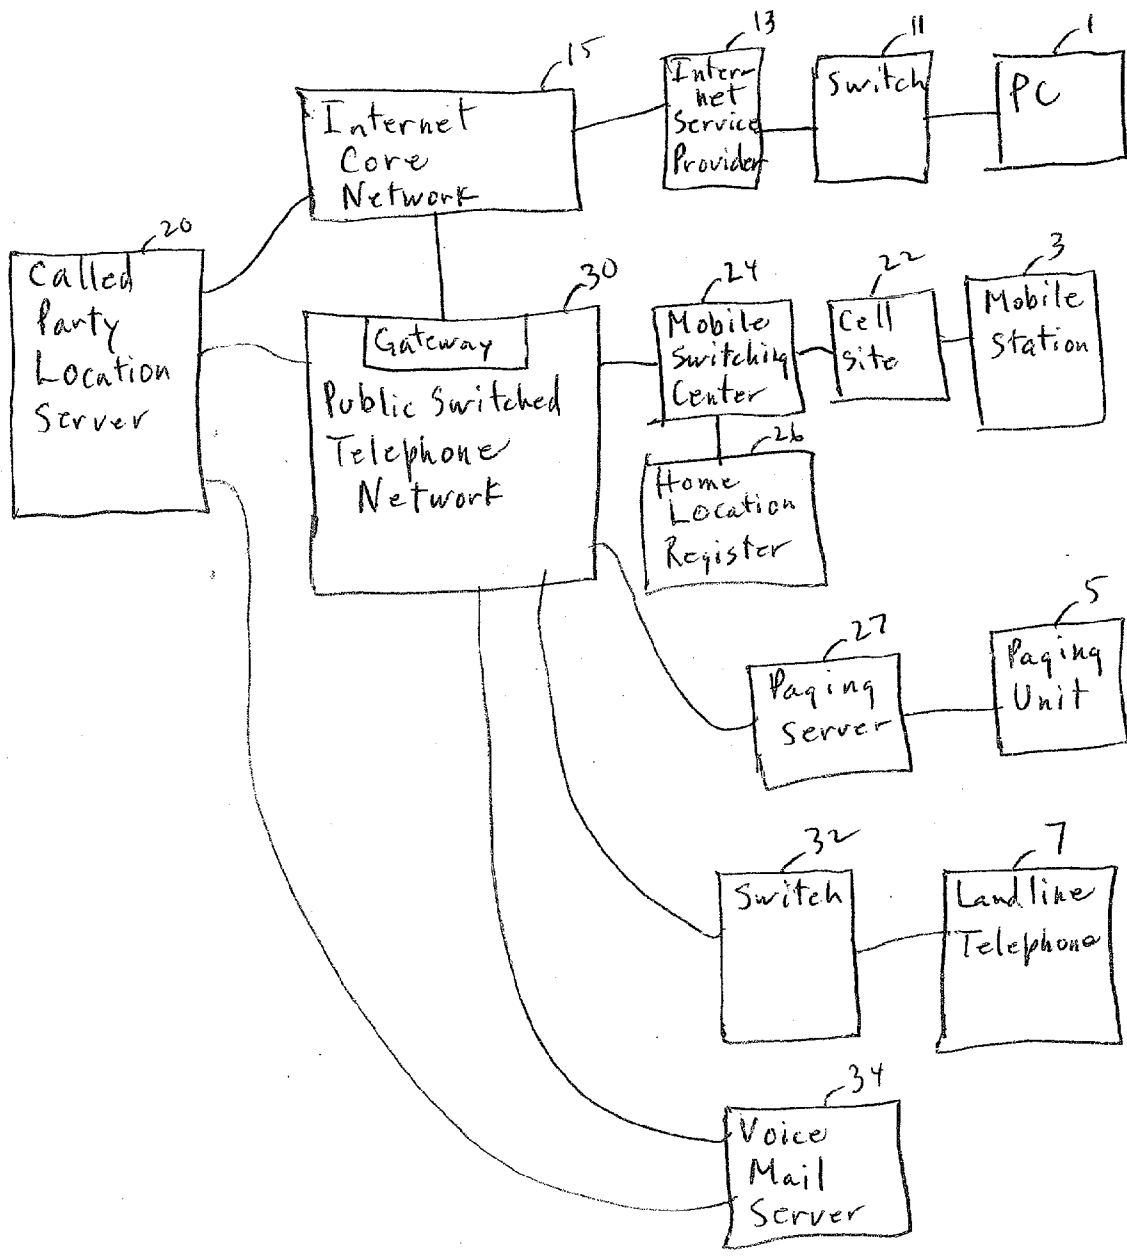 15
Internet
Core
Network
13
Inter-
net
Service
Provider
11
Switch
1
PC
20
Called
Party
Location
Server
30
Gateway
Public Switched
Telephone
Network
24
Mobile
Switching
Center
22
Cell
Site
3
Mobile
Station
26
Home
Location
Register
27
Paging
Server
5
Paging
Unit
32
Switch
7
Landline
Telephone
34
Voice
Mail
Server